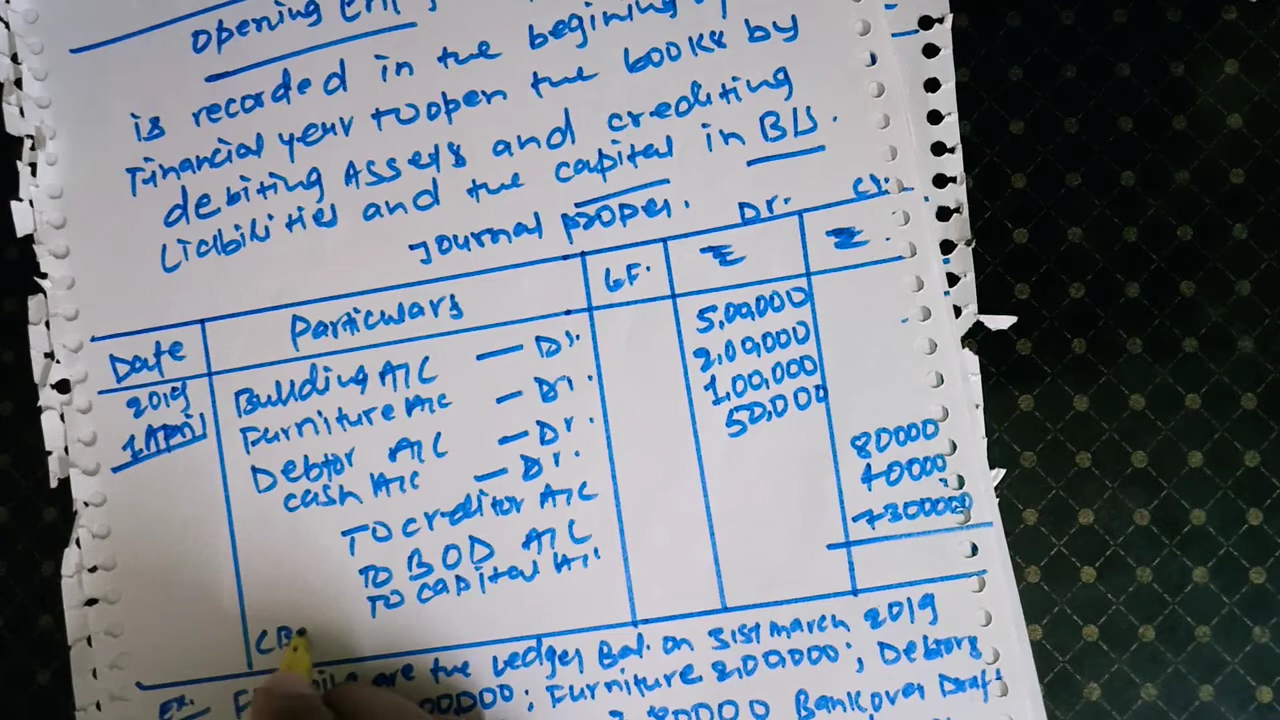 Opening
is recorded in the begining
Financial year to open the books by
debiting Assets and crediting
Liabilities and the capital in B/S.
Journal proper.
Dr. Cr.
Date Particulars L.F. ₹ ₹.
2019 Building A/C — Dr. 5,00,000
1 April Furniture A/C — Dr. 2,00,000
Debtor A/C — Dr. 1,00,000
Cash A/C — Dr. 50,000
TO creditor A/C 80000
TO BOD A/C 40000
TO capital A/C
Ex. are the Ledger Bal. on 31st march 2019
Furniture 2,00,000; Debtors
Bank over Draft